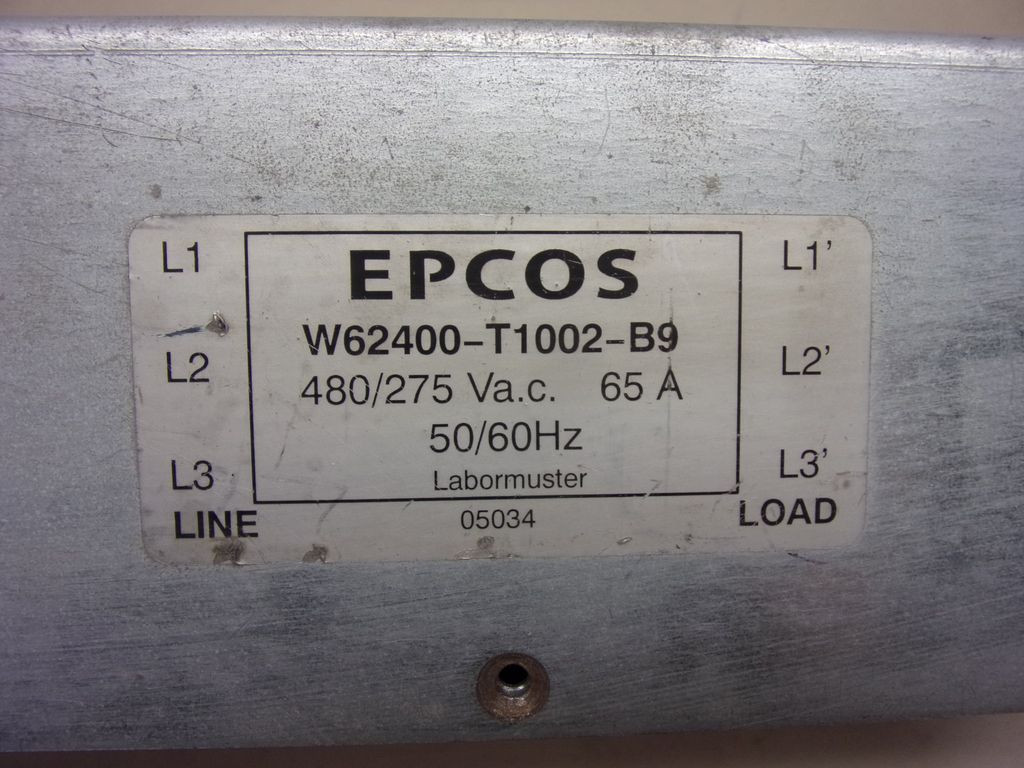 L1 EPCOS L1'
W62400-T1002-B9
L2 480/275 Va.c. 65 A L2'
50/60Hz
L3 Labormuster L3'
LINE 05034 LOAD